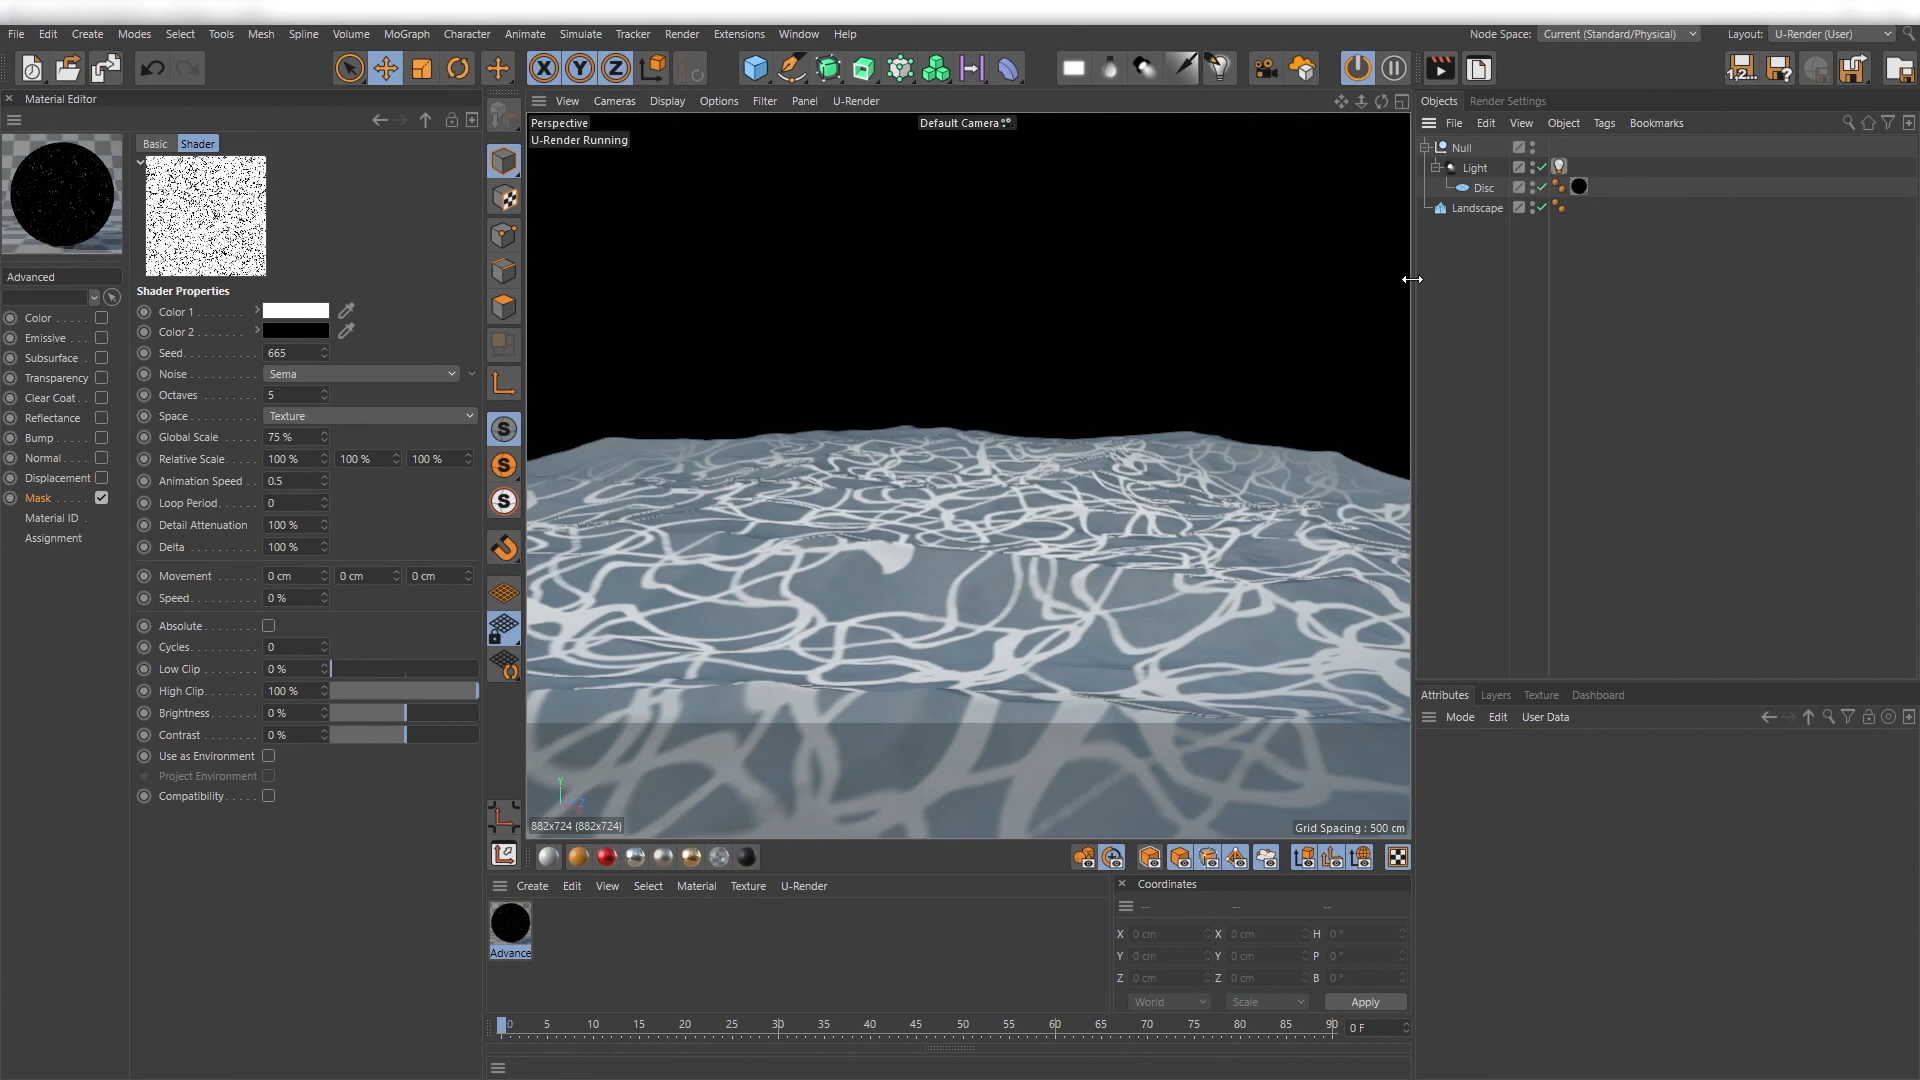 File Edit Create Modes Select Tools Mesh Spline Volume MoGraph Character Animate Simulate Tracker Render Extensions Window Help
Node Space: Current (Standard/Physical) Layout: U-Render (User)
Material Editor
View Cameras Display Options Filter Panel U-Render
Objects Render Settings
File Edit View Object Tags Bookmarks
Perspective
Default Camera
U-Render Running
Basic Shader
Null
Light
Disc
Landscape
Advanced
Shader Properties
Color 1
Color 2
Seed 665
Noise Sema
Octaves 5
Space Texture
Global Scale 75 %
Relative Scale 100 % 100 % 100 %
Animation Speed 0.5
Loop Period 0
Detail Attenuation 100 %
Delta 100 %
Movement 0 cm 0 cm 0 cm
Speed 0 %
Absolute
Cycles 0
Low Clip 0 %
High Clip 100 %
Brightness 0 %
Contrast 0 %
Use as Environment
Project Environment
Compatibility
Color
Emissive
Subsurface
Transparency
Clear Coat
Reflectance
Bump
Normal
Displacement
Mask
Material ID
Assignment
X Y Z
1,2...
?
S
S
S
Y
Z
882x724 (882x724)
Grid Spacing : 500 cm
Attributes Layers Texture Dashboard
Mode Edit User Data
Create Edit View Select Material Texture U-Render
Advance
Coordinates
-- -- --
X 0 cm X 0 cm H 0 °
Y 0 cm Y 0 cm P 0 °
Z 0 cm Z 0 cm B 0 °
World Scale Apply
0 5 10 15 20 25 30 35 40 45 50 55 60 65 70 75 80 85 90 0 F